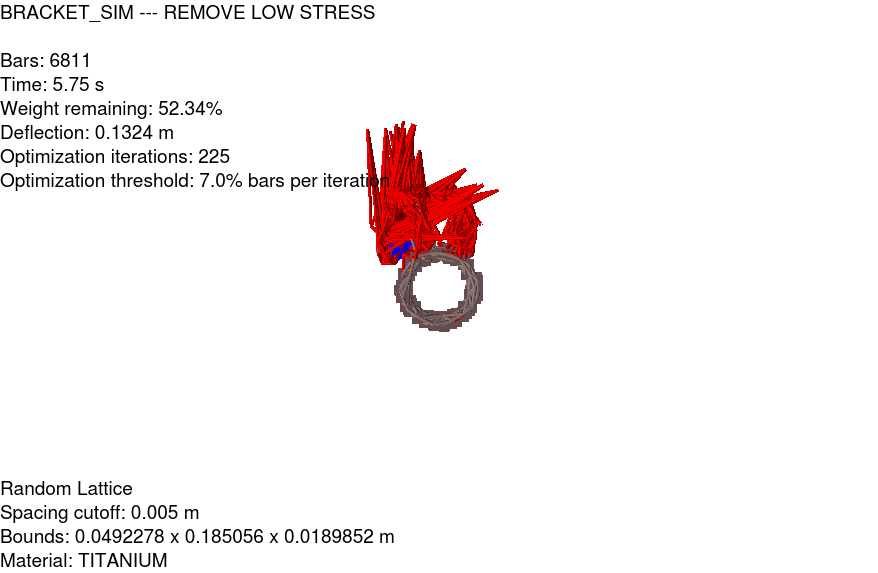 BRACKET_SIM --- REMOVE LOW STRESS
Bars: 6811
Time: 5.75 s
Weight remaining: 52.34%
Deflection: 0.1324 m
Optimization iterations: 225
Optimization threshold: 7.0% bars per iteration
Random Lattice
Spacing cutoff: 0.005 m
Bounds: 0.0492278 x 0.185056 x 0.0189852 m
Material: TITANIUM